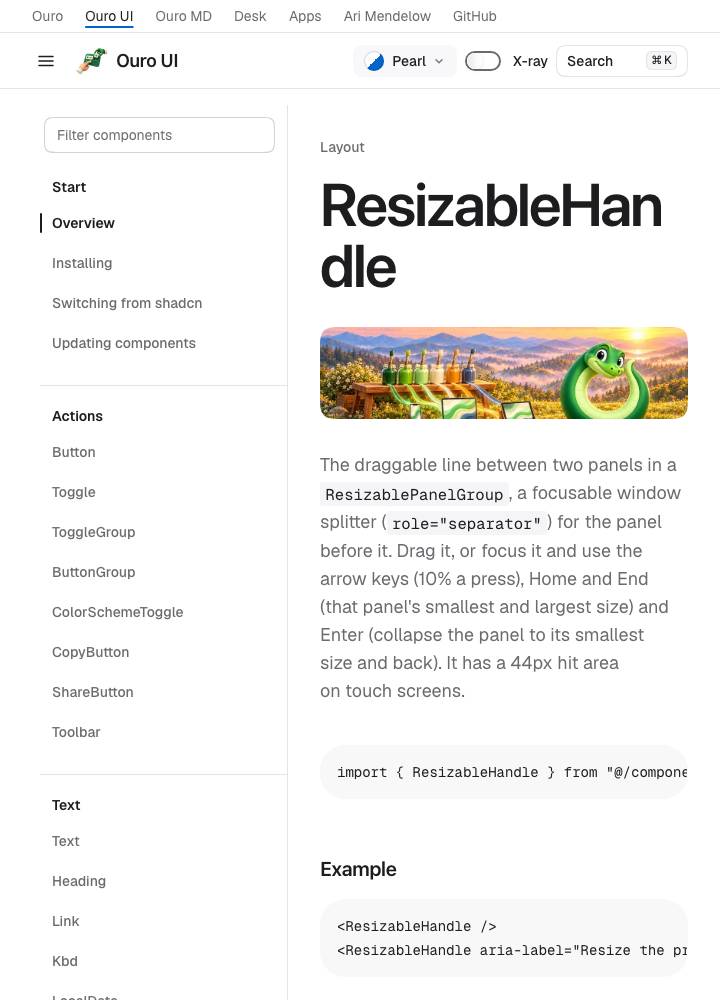 Ouro
Ouro UI
Ouro MD
Desk
Apps
Ari Mendelow
GitHub
Ouro UI
Pearl
X-ray
Search
⌘ K
Filter components
Start
Overview
Installing
Switching from shadcn
Updating components
Actions
Button
Toggle
ToggleGroup
ButtonGroup
ColorSchemeToggle
CopyButton
ShareButton
Toolbar
Text
Text
Heading
Link
Kbd
Layout
ResizableHan
dle
The draggable line between two panels in a
ResizablePanelGroup, a focusable window
splitter (role="separator") for the panel
before it. Drag it, or focus it and use the
arrow keys (10% a press), Home and End
(that panel's smallest and largest size) and
Enter (collapse the panel to its smallest
size and back). It has a 44px hit area
on touch screens.
import { ResizableHandle } from "@/compone
Example
<ResizableHandle />
<ResizableHandle aria-label="Resize the pr